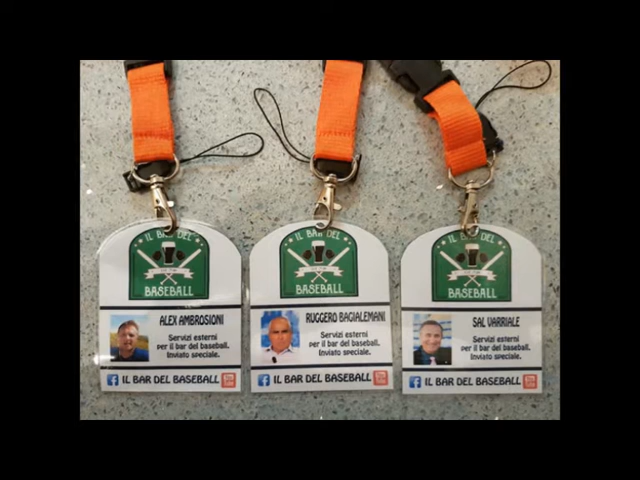 IL BAR DEL
BASEBALL
ALEX AMBROSIONI
Servizi esterni
per il bar del baseball.
Inviato speciale.
IL BAR DEL BASEBALL
IL BAR DEL
BASEBALL
RUGGERO BAGIALEMANI
Servizi esterni
per il bar del baseball.
Inviato speciale.
IL BAR DEL BASEBALL
IL BAR DEL
BASEBALL
SAL VARRIALE
Servizi esterni
per il bar del baseball.
Inviato speciale.
IL BAR DEL BASEBALL